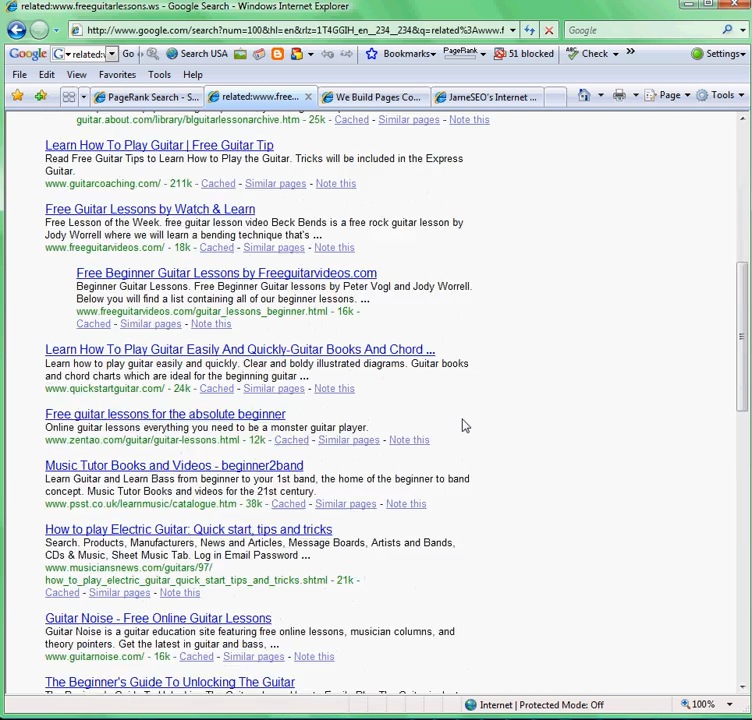 related:www.freeguitarlessons.ws - Google Search - Windows Internet Explorer
http://www.google.com/search?num=100&hl=en&rlz=1T4GGIH_en__234__234&q=related%3Awww.f
Google
Google
related:
Go
Search USA
Bookmarks
PageRank
51 blocked
Check
Settings
File Edit View Favorites Tools Help
PageRank Search - S...
related:www.free...
We Build Pages Co...
JameSEO's Internet ...
Page
Tools
guitar.about.com/library/blguitarlessonarchive.htm - 25k - Cached - Similar pages - Note this
Learn How To Play Guitar | Free Guitar Tip
Read Free Guitar Tips to Learn How to Play the Guitar. Tricks will be included in the Express
Guitar.
www.guitarcoaching.com/ - 211k - Cached - Similar pages - Note this
Free Guitar Lessons by Watch & Learn
Free Lesson of the Week. free guitar lesson video Beck Bends is a free rock guitar lesson by
Jody Worrell where we will learn a bending technique that's ...
www.freeguitarvideos.com/ - 18k - Cached - Similar pages - Note this
Free Beginner Guitar Lessons by Freeguitarvideos.com
Beginner Guitar Lessons. Free Beginner Guitar lessons by Peter Vogl and Jody Worrell.
Below you will find a list containing all of our beginner lessons. ...
www.freeguitarvideos.com/guitar_lessons_beginner.html - 16k -
Cached - Similar pages - Note this
Learn How To Play Guitar Easily And Quickly-Guitar Books And Chord ...
Learn how to play guitar easily and quickly. Clear and boldy illustrated diagrams. Guitar books
and chord charts which are ideal for the beginning guitar ...
www.quickstartguitar.com/ - 24k - Cached - Similar pages - Note this
Free guitar lessons for the absolute beginner
Online guitar lessons everything you need to be a monster guitar player.
www.zentao.com/guitar/guitar-lessons.html - 12k - Cached - Similar pages - Note this
Music Tutor Books and Videos - beginner2band
Learn Guitar and Learn Bass from beginner to your 1st band, the home of the beginner to band
concept. Music Tutor Books and videos for the 21st century.
www.psst.co.uk/learnmusic/catalogue.htm - 38k - Cached - Similar pages - Note this
How to play Electric Guitar: Quick start, tips and tricks
Search. Products, Manufacturers, News and Articles, Message Boards, Artists and Bands,
CDs & Music, Sheet Music Tab. Log in Email Password ...
www.musiciansnews.com/guitars/97/
how_to_play_electric_guitar_quick_start_tips_and_tricks.shtml - 21k -
Cached - Similar pages - Note this
Guitar Noise - Free Online Guitar Lessons
Guitar Noise is a guitar education site featuring free online lessons, musician columns, and
theory pointers. Get the latest in guitar and bass, ...
www.guitarnoise.com/ - 16k - Cached - Similar pages - Note this
The Beginner's Guide To Unlocking The Guitar
Internet | Protected Mode: Off
100%